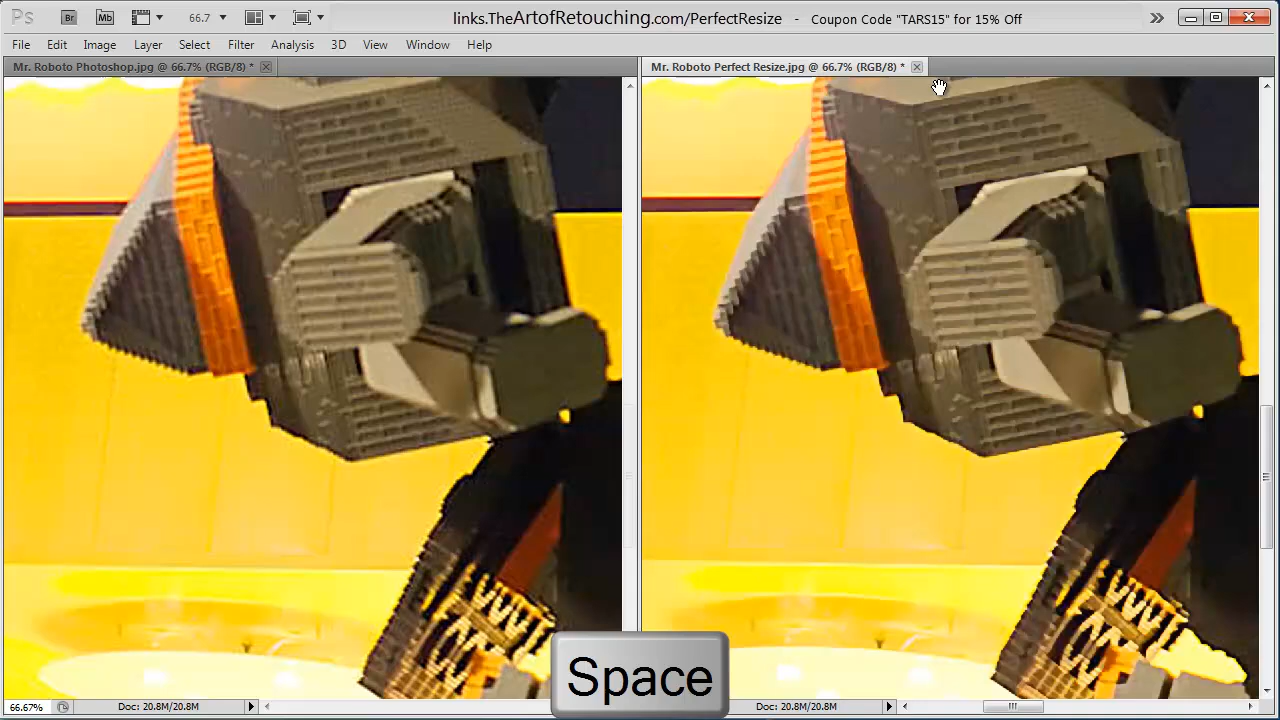 Ps Br Mb 66.7 links.TheArtofRetouching.com/PerfectResize - Coupon Code "TARS15" for 15% Off
File Edit Image Layer Select Filter Analysis 3D View Window Help
Mr. Roboto Photoshop.jpg @ 66.7% (RGB/8) *
Mr. Roboto Perfect Resize.jpg @ 66.7% (RGB/8) *
Space
66.67% Doc: 20.8M/20.8M
Doc: 20.8M/20.8M